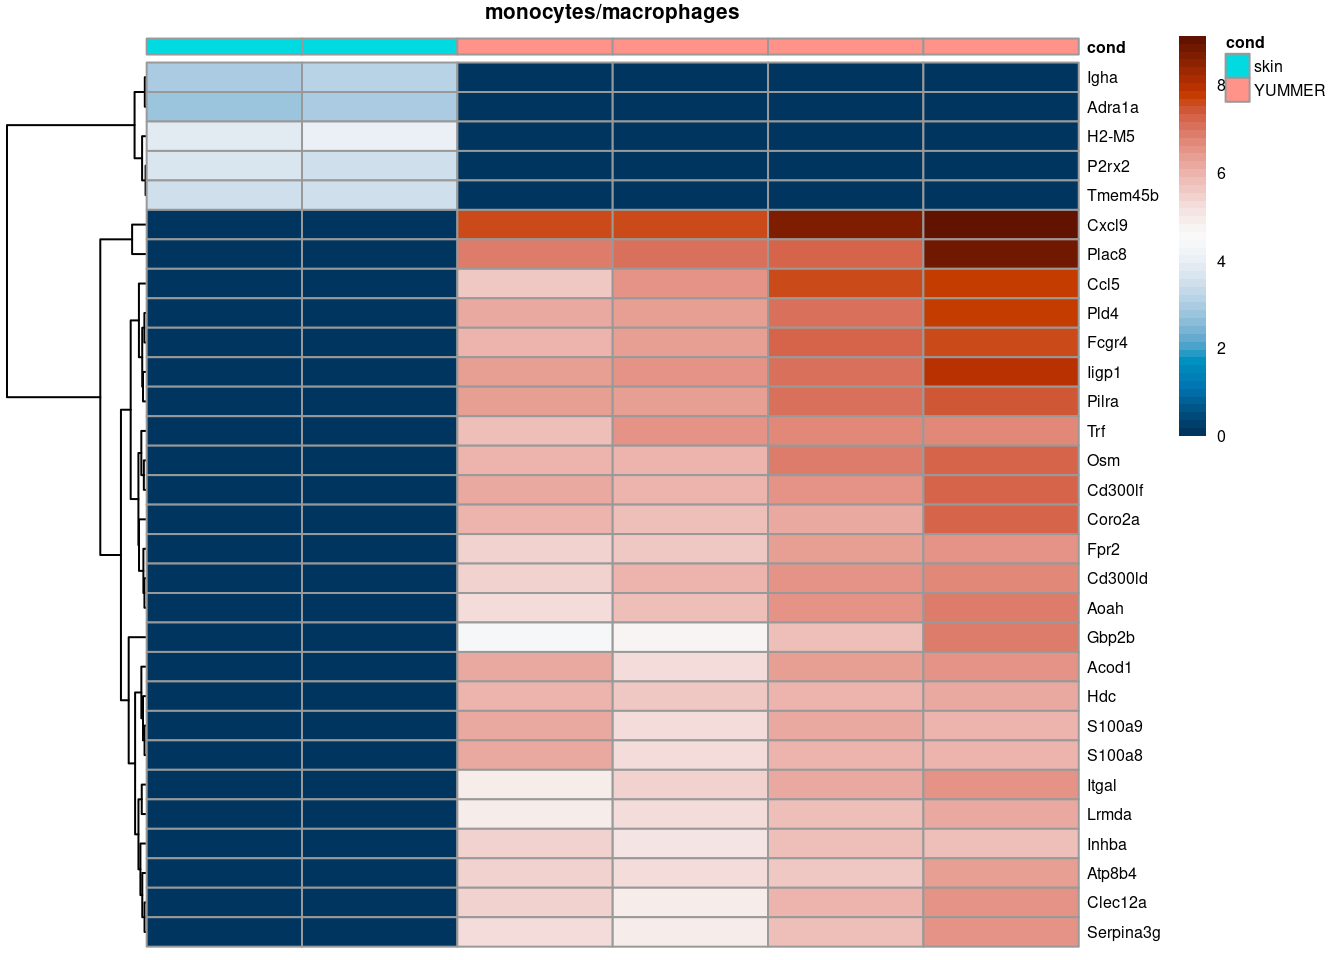 monocytes/macrophages
cond
Igha
Adra1a
H2-M5
P2rx2
Tmem45b
Cxcl9
Plac8
Ccl5
Pld4
Fcgr4
Iigp1
Pilra
Trf
Osm
Cd300lf
Coro2a
Fpr2
Cd300ld
Aoah
Gbp2b
Acod1
Hdc
S100a9
S100a8
Itgal
Lrmda
Inhba
Atp8b4
Clec12a
Serpina3g
8
6
4
2
0
cond
skin
YUMMER